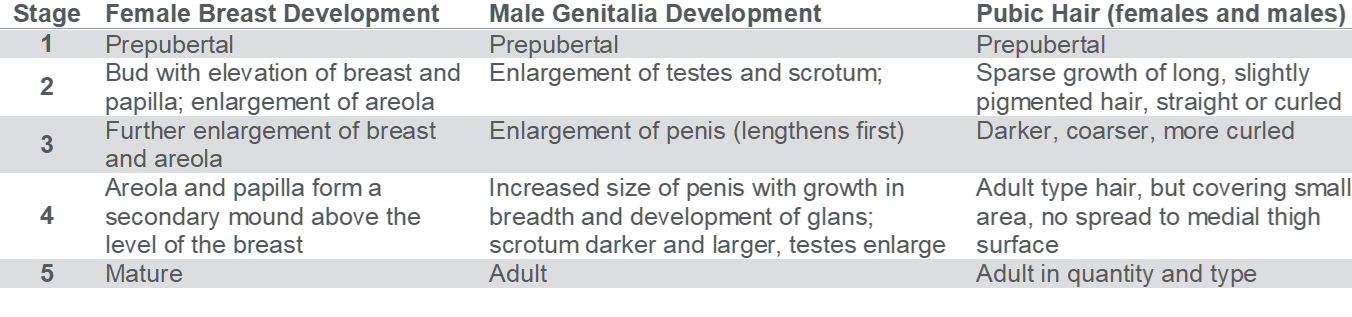 Stage Female Breast Development Male Genitalia Development Pubic Hair (females and males)
1 Prepubertal Prepubertal Prepubertal
2 Bud with elevation of breast and papilla; enlargement of areola Enlargement of testes and scrotum; Sparse growth of long, slightly pigmented hair, straight or curled
3 Further enlargement of breast and areola Enlargement of penis (lengthens first) Darker, coarser, more curled
4 Areola and papilla form a secondary mound above the level of the breast Increased size of penis with growth in breadth and development of glans; scrotum darker and larger, testes enlarge Adult type hair, but covering small area, no spread to medial thigh surface
5 Mature Adult Adult in quantity and type